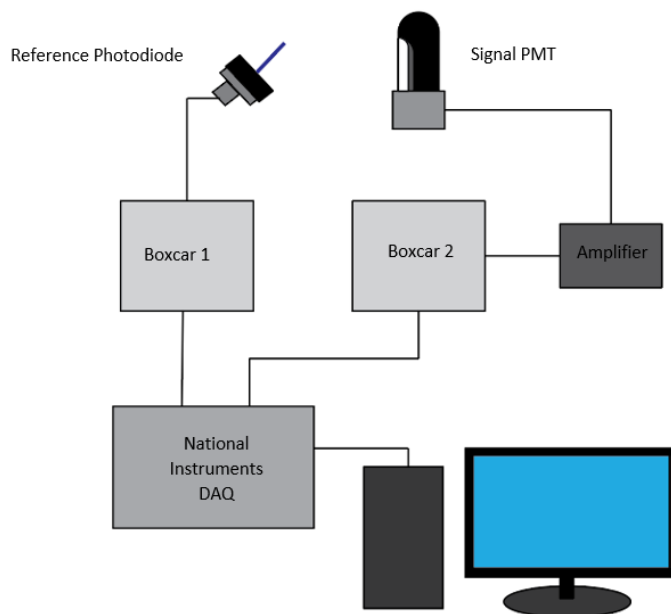 Reference Photodiode
Signal PMT
Boxcar 1
Boxcar 2
Amplifier
National
Instruments
DAQ